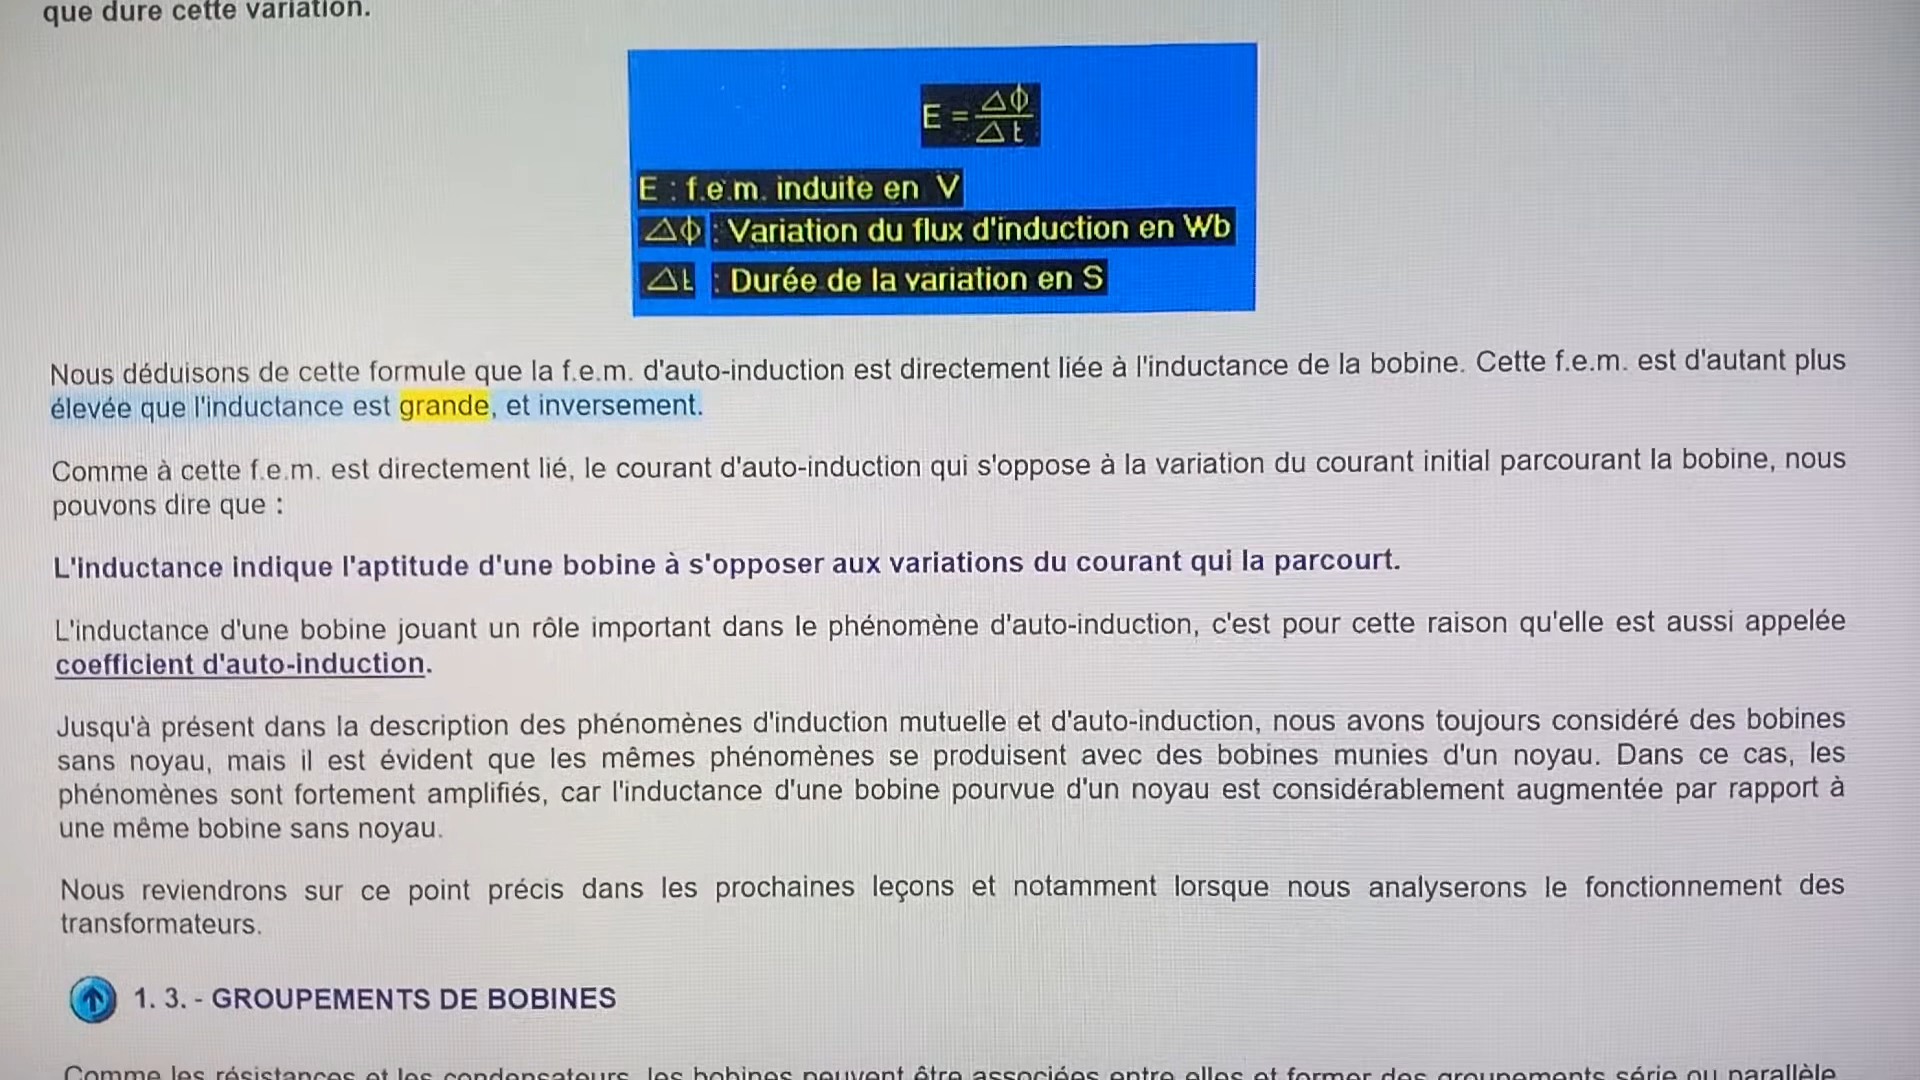 que dure cette variation.
E = ΔΦ / Δt
E : f.e.m. induite en V
ΔΦ : Variation du flux d'induction en Wb
Δt : Durée de la variation en S
Nous déduisons de cette formule que la f.e.m. d'auto-induction est directement liée à l'inductance de la bobine. Cette f.e.m. est d'autant plus
élevée que l'inductance est grande, et inversement.
Comme à cette f.e.m. est directement lié, le courant d'auto-induction qui s'oppose à la variation du courant initial parcourant la bobine, nous
pouvons dire que :
L'inductance indique l'aptitude d'une bobine à s'opposer aux variations du courant qui la parcourt.
L'inductance d'une bobine jouant un rôle important dans le phénomène d'auto-induction, c'est pour cette raison qu'elle est aussi appelée
coefficient d'auto-induction.
Jusqu'à présent dans la description des phénomènes d'induction mutuelle et d'auto-induction, nous avons toujours considéré des bobines
sans noyau, mais il est évident que les mêmes phénomènes se produisent avec des bobines munies d'un noyau. Dans ce cas, les
phénomènes sont fortement amplifiés, car l'inductance d'une bobine pourvue d'un noyau est considérablement augmentée par rapport à
une même bobine sans noyau.
Nous reviendrons sur ce point précis dans les prochaines leçons et notamment lorsque nous analyserons le fonctionnement des
transformateurs.
1. 3. - GROUPEMENTS DE BOBINES
Comme les résistances et les condensateurs, les bobines peuvent être associées entre elles et former des groupements série ou parallèle